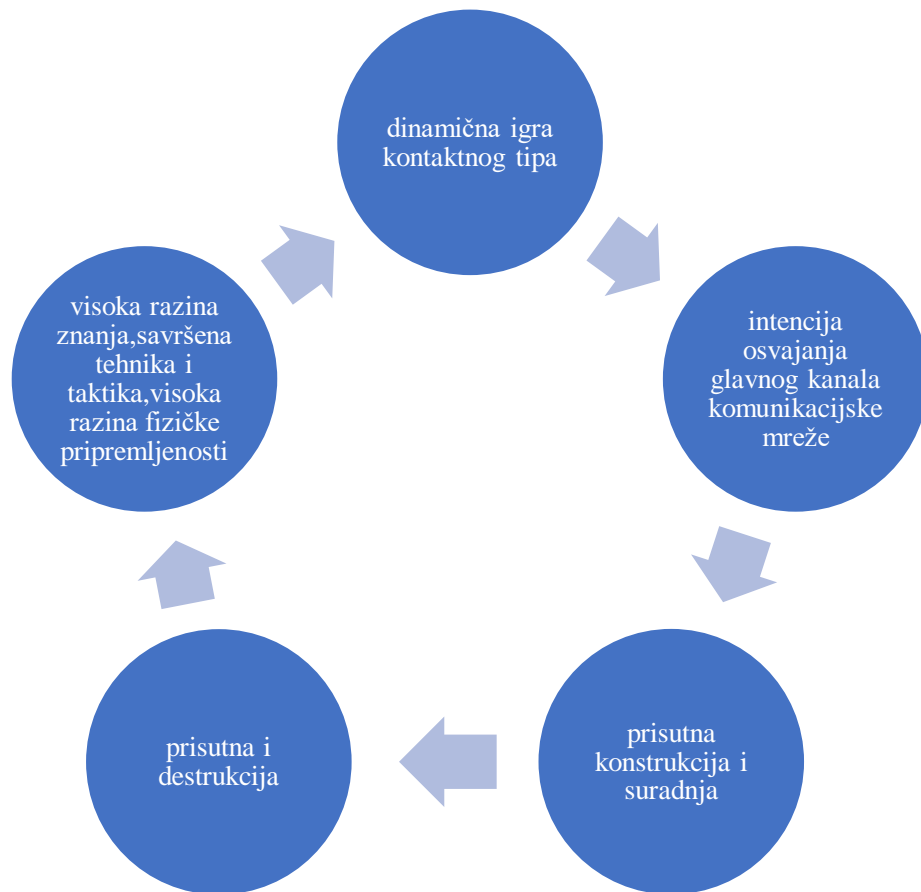 dinamična igra
kontaktnog tipa
intencija
osvajanja
glavnog kanala
komunikacijske
mreže
prisutna
konstrukcija i
suradnja
prisutna i
destrukcija
visoka razina
znanja,savršena
tehnika i
taktika,visoka
razina fizičke
pripremljenosti